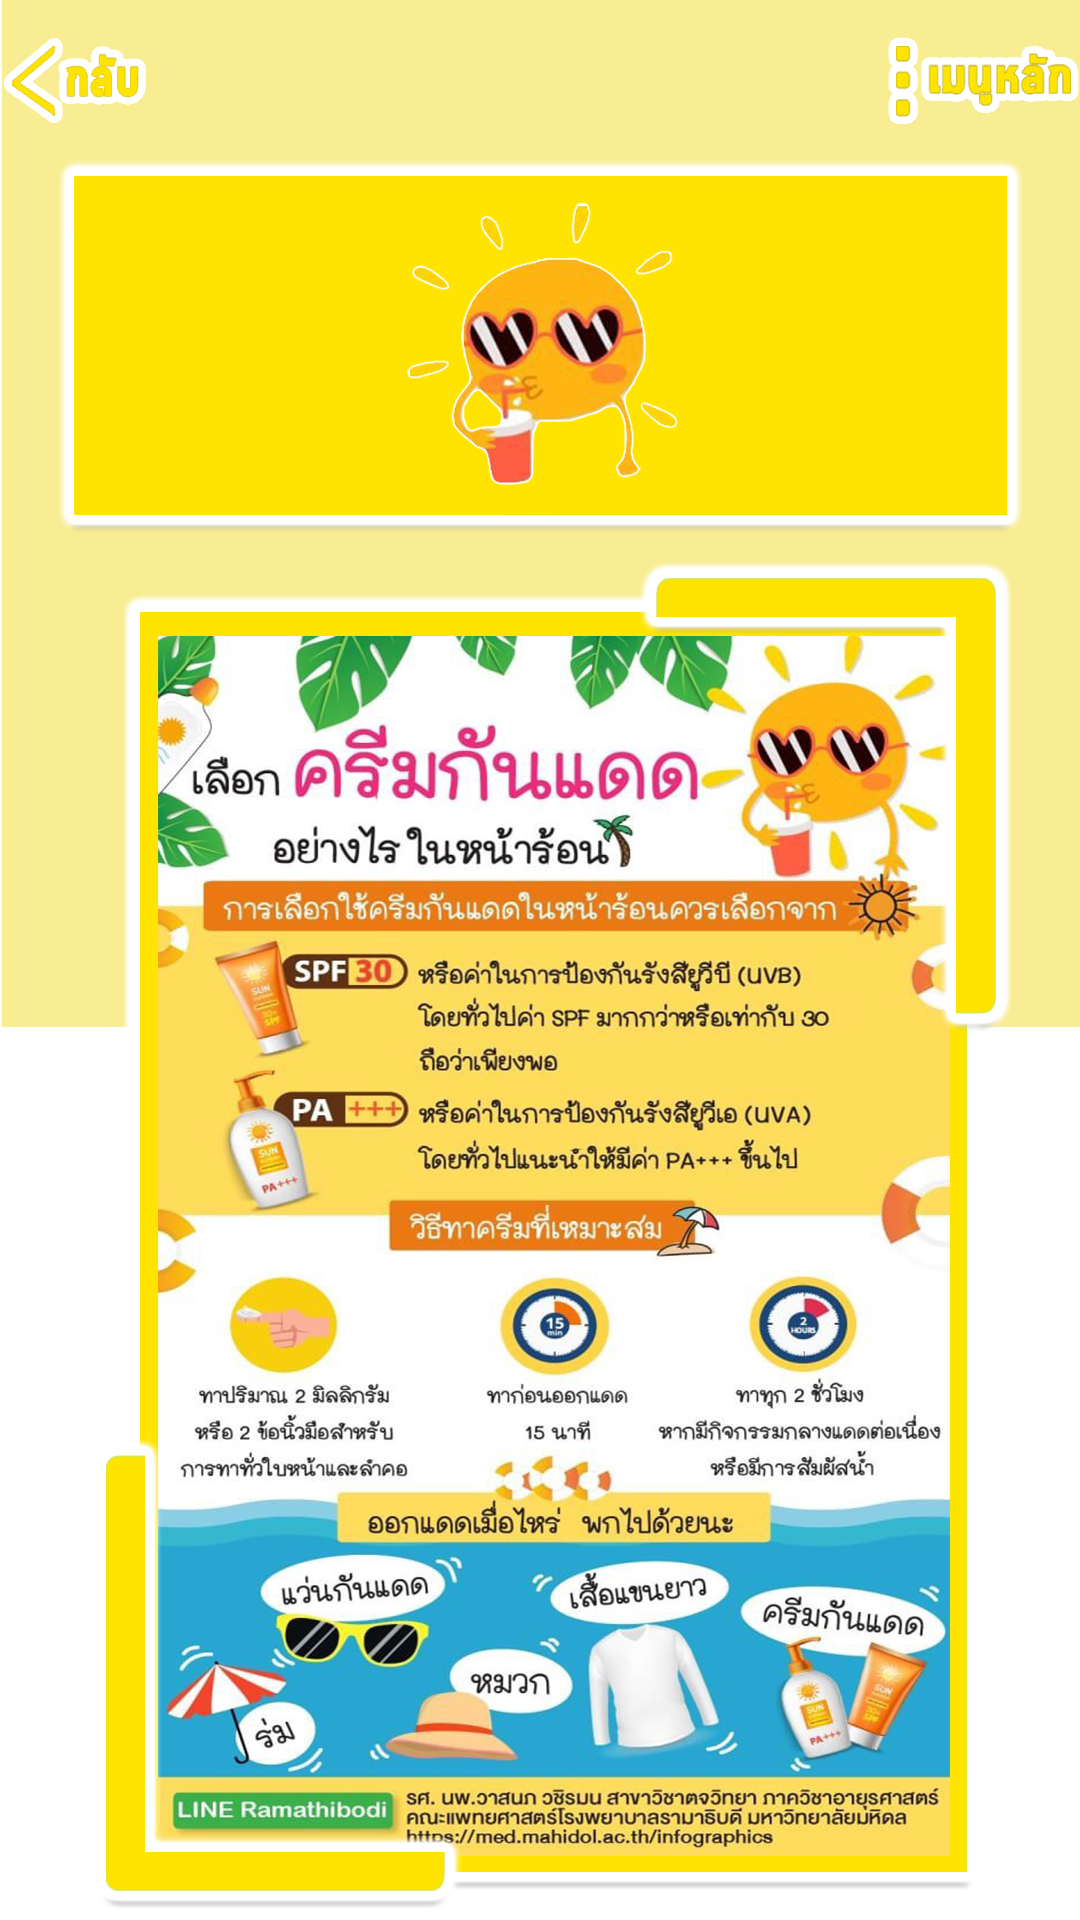 กลับ
เมนูหลัก
เลือก ครีมกันแดด
อย่างไร ในหน้าร้อน
การเลือกใช้ครีมกันแดดในหน้าร้อนควรเลือกจาก
SPF 30 หรือค่าในการป้องกันรังสียูวีบี (UVB)
โดยทั่วไปค่า SPF มากกว่าหรือเท่ากับ 30
ถือว่าเพียงพอ
SUN
30+
SPF
PA +++ หรือค่าในการป้องกันรังสียูวีเอ (UVA)
โดยทั่วไปแนะนำให้มีค่า PA+++ ขึ้นไป
SUN
PA+++
วิธีทาครีมที่เหมาะสม
15
min
2
HOURS
ทาปริมาณ 2 มิลลิกรัม
หรือ 2 ข้อนิ้วมือสำหรับ
การทาทั่วใบหน้าและลำคอ
ทาก่อนออกแดด
15 นาที
ทาทุก 2 ชั่วโมง
หากมีกิจกรรมกลางแดดต่อเนื่อง
หรือมีการสัมผัสน้ำ
ออกแดดเมื่อไหร่ พกไปด้วยนะ
แว่นกันแดด
เสื้อแขนยาว
ครีมกันแดด
หมวก
ร่ม
SUN
PA+++
SUN
30+
SPF
LINE Ramathibodi
รศ. นพ.วาสนภ วชิรมน สาขาวิชาตจวิทยา ภาควิชาอายุรศาสตร์
คณะแพทยศาสตร์โรงพยาบาลรามาธิบดี มหาวิทยาลัยมหิดล
https://med.mahidol.ac.th/infographics